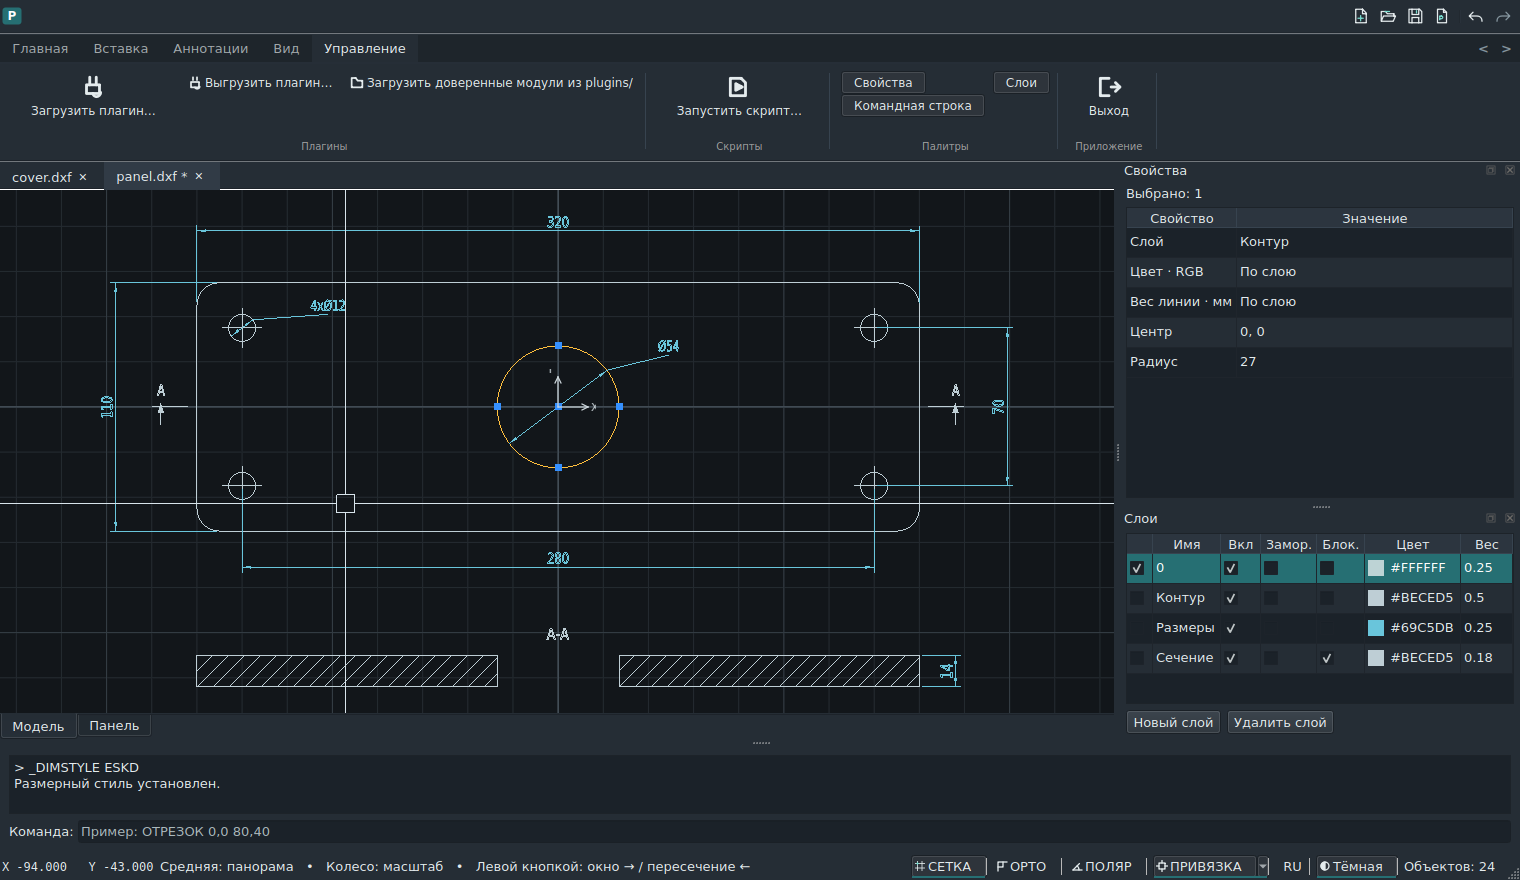 P
Главная Вставка Аннотации Вид Управление < >
Загрузить плагин... Выгрузить плагин... Загрузить доверенные модули из plugins/
Плагины
Запустить скрипт...
Скрипты
Свойства Слои
Командная строка
Палитры
Выход
Приложение
cover.dxf × panel.dxf * ×
320
4xØ12
Ø54
A A
110
70
X
280
A-A
14
Модель Панель
Свойства
Выбрано: 1
Свойство Значение
Слой Контур
Цвет · RGB По слою
Вес линии · мм По слою
Центр 0, 0
Радиус 27
Слои
Имя Вкл Замор. Блок. Цвет Вес
0 #FFFFFF 0.25
Контур #BECED5 0.5
Размеры #69C5DB 0.25
Сечение #BECED5 0.18
Новый слой Удалить слой
> _DIMSTYLE ESKD
Размерный стиль установлен.
Команда: Пример: ОТРЕЗОК 0,0 80,40
X -94.000 Y -43.000 Средняя: панорама • Колесо: масштаб • Левой кнопкой: окно → / пересечение ← СЕТКА ОРТО ПОЛЯР ПРИВЯЗКА RU Тёмная Объектов: 24